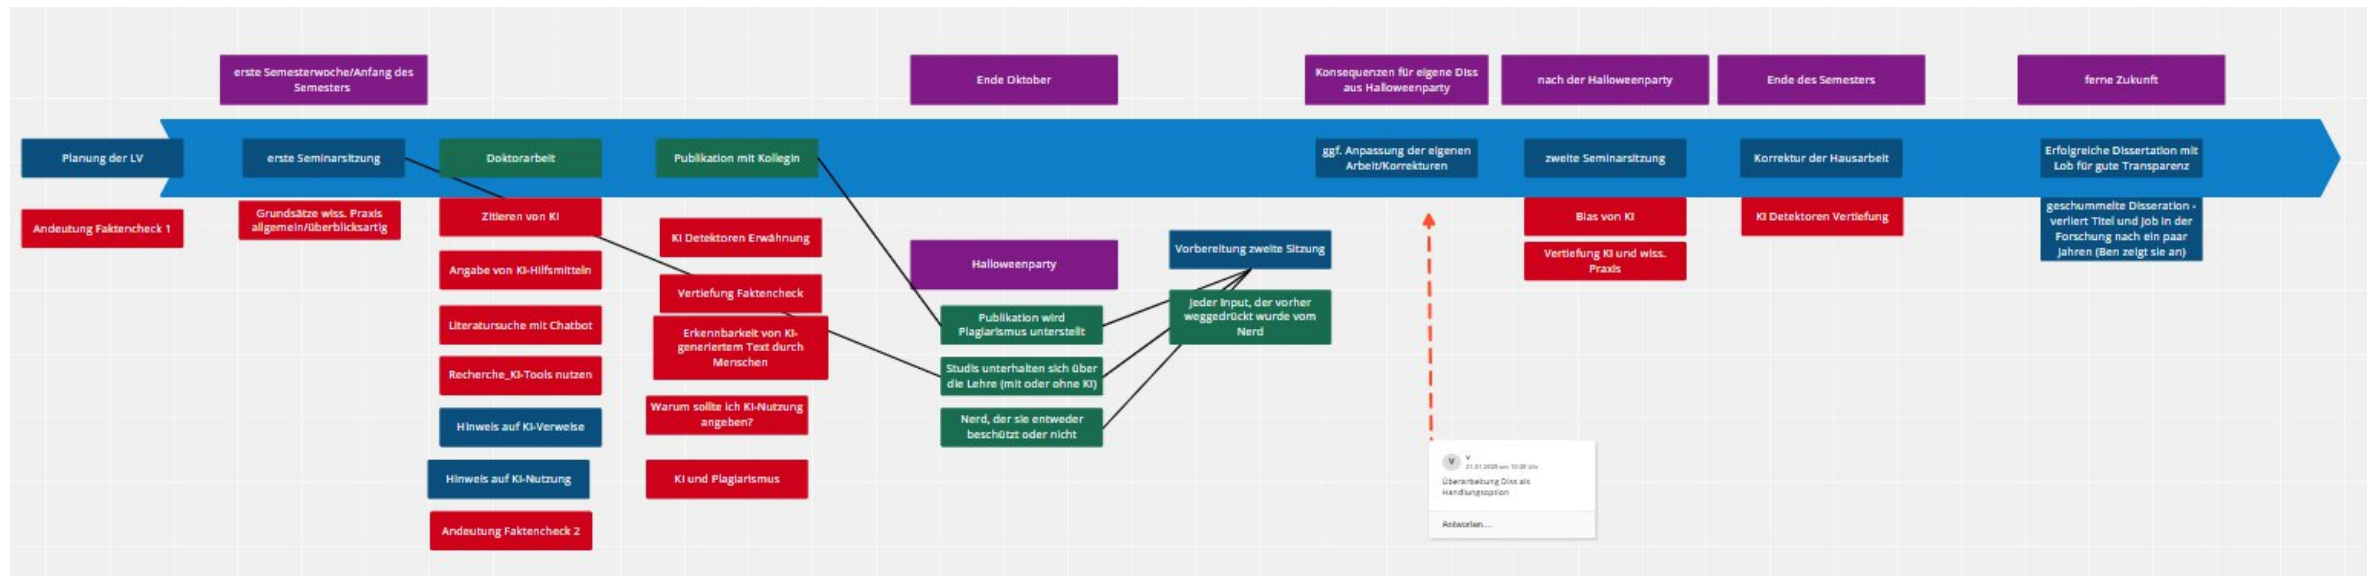 erste Semesterwoche/Anfang des
Semesters
Ende Oktober
Konsequenzen für eigene Diss
aus Halloweenparty
nach der Halloweenparty
Ende des Semesters
ferne Zukunft
Planung der LV
erste Seminarsitzung
Doktorarbeit
Publikation mit Kollegin
ggf. Anpassung der eigenen
Arbeit/Korrekturen
zweite Seminarsitzung
Korrektur der Hausarbeit
Erfolgreiche Dissertation mit
Lob für gute Transparenz
Andeutung Faktencheck 1
Grundsätze wiss. Praxis
allgemein/überblicksartig
Zitieren von KI
Angabe von KI-Hilfsmitteln
Literatursuche mit Chatbot
Recherche_KI-Tools nutzen
Hinweis auf KI-Verweise
Hinweis auf KI-Nutzung
Andeutung Faktencheck 2
KI Detektoren Erwähnung
Vertiefung Faktencheck
Erkennbarkeit von KI-
generiertem Text durch
Menschen
Warum sollte ich KI-Nutzung
angeben?
KI und Plagiarismus
Halloweenparty
Publikation wird
Plagiarismus unterstellt
Studis unterhalten sich über
die Lehre (mit oder ohne KI)
Nerd, der sie entweder
beschützt oder nicht
Vorbereitung zweite Sitzung
Jeder Input, der vorher
weggedrückt wurde vom
Nerd
Bias von KI
Vertiefung KI und wiss.
Praxis
KI Detektoren Vertiefung
geschummelte Disseration -
verliert Titel und Job in der
Forschung nach ein paar
Jahren (Ben zeigt sie an)
V
V
Überarbeitung Diss als
Handlungsoption
Antworten...